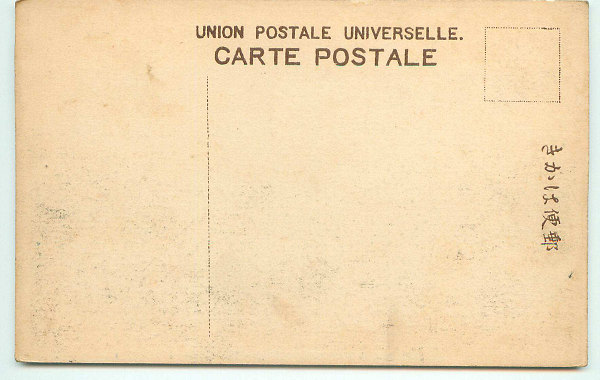 UNION POSTALE UNIVERSELLE.
CARTE POSTALE
郵便はかき